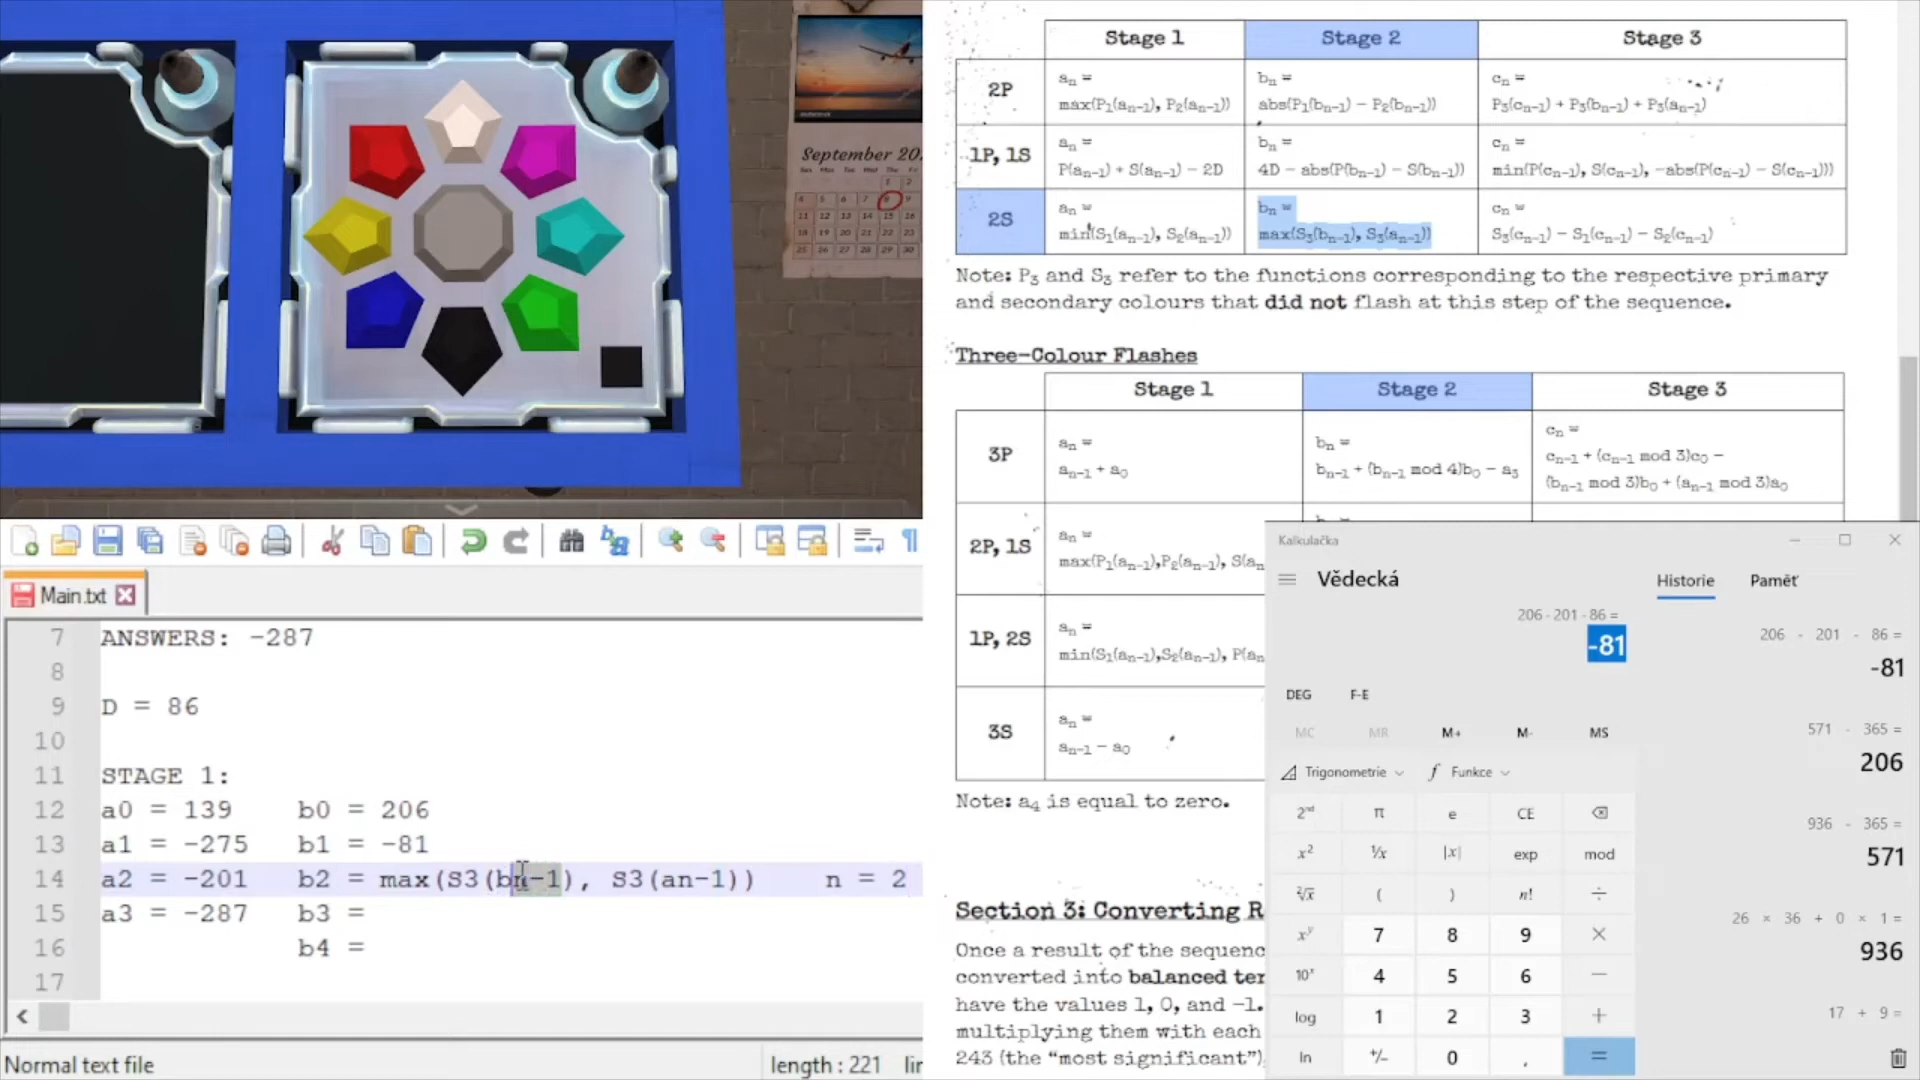 September 20
Stage 1 Stage 2 Stage 3
2P
aₙ =
max(P₁(aₙ₋₁), P₂(aₙ₋₁))
bₙ =
abs(P₁(bₙ₋₁) − P₂(bₙ₋₁))
cₙ =
P₃(cₙ₋₁) + P₃(bₙ₋₁) + P₃(aₙ₋₁)
1P, 1S
aₙ =
P(aₙ₋₁) + S(aₙ₋₁) − 2D
bₙ =
4D − abs(P(bₙ₋₁) − S(bₙ₋₁))
cₙ =
min(P(cₙ₋₁), S(cₙ₋₁), −abs(P(cₙ₋₁) − S(cₙ₋₁)))
2S
aₙ =
min(S₁(aₙ₋₁), S₂(aₙ₋₁))
bₙ =
max(S₃(bₙ₋₁), S₃(aₙ₋₁))
cₙ =
S₃(cₙ₋₁) − S₁(cₙ₋₁) − S₂(cₙ₋₁)
Note: P₃ and S₃ refer to the functions corresponding to the respective primary
and secondary colours that did not flash at this step of the sequence.
Three-Colour Flashes
Stage 1 Stage 2 Stage 3
3P
aₙ =
aₙ₋₁ + a₀
bₙ =
bₙ₋₁ + (bₙ₋₁ mod 4)b₀ − a₃
cₙ =
cₙ₋₁ + (cₙ₋₁ mod 3)c₀ −
(bₙ₋₁ mod 3)b₀ + (aₙ₋₁ mod 3)a₀
2P, 1S
aₙ =
max(P₁(aₙ₋₁),P₂(aₙ₋₁), S(aₙ
1P, 2S
aₙ =
min(S₁(aₙ₋₁),S₂(aₙ₋₁), P(aₙ
3S
aₙ =
aₙ₋₁ − a₀
Note: a₄ is equal to zero.
Section 3: Converting R
Once a result of the sequenc
converted into balanced ter
have the values 1, 0, and −1.
multiplying them with each
243 (the “most significant”)
Main.txt
7 ANSWERS: -287
8
9 D = 86
10
11 STAGE 1:
12 a0 = 139 b0 = 206
13 a1 = -275 b1 = -81
14 a2 = -201 b2 = max(S3(bn-1), S3(an-1)) n = 2
15 a3 = -287 b3 =
16 b4 =
17
Normal text file length : 221 lin
Kalkulačka
Vědecká
Historie Paměť
206 - 201 - 86 =
-81
206 - 201 - 86 =
-81
571 - 365 =
206
936 - 365 =
571
26 × 36 + 0 × 1 =
936
17 + 9 =
DEG F-E
MC MR M+ M- MS
Trigonometrie f Funkce
2ⁿᵈ π e CE
x² ¹/x |x| exp mod
²√x ( ) n! ÷
xʸ 7 8 9 ×
10ˣ 4 5 6 −
log 1 2 3 +
ln +/− 0 , =